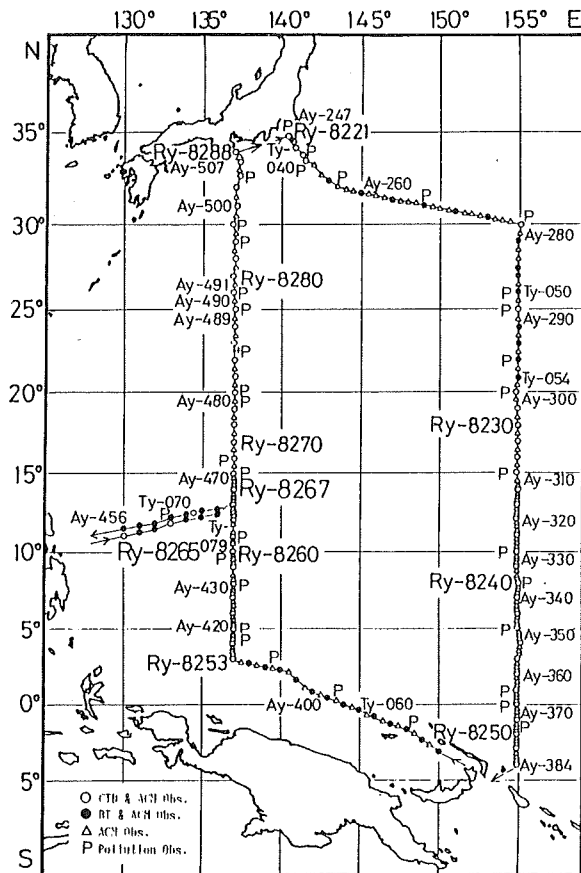 130° 135° 140° 145° 150° 155° E
N
Ay-247
P
35° Ry-8221
Ry-8288 Ty-040 P
P
Ay-507 P
Ay-260 P
P
Ay-500
30° P Ay-280
P
Ay-491 Ry-8280
Ay-490 P P Ty-050
25° P P
Ay-489 Ay-290
P P
Ty-054
20° P
Ay-480 P Ay-300
Ry-8270 Ry-8230
P
15° Ay-470 P P Ay-310
Ry-8267
Ty-070
Ay-456 P Ty-079 Ay-320
10° Ry-8265 P Ry-8260 P Ay-330
P
Ay-430 P Ry-8240 P
Ay-340
5° Ay-420 P P Ay-350
P
Ry-8253 P
Ay-360
0° Ay-400 P Ty-060 P
Ay-370
P Ry-8250 P
Ay-384
5°
S
○ CTD & ACM Obs.
● BT & ACM Obs.
△ ACM Obs.
P Pollution Obs.